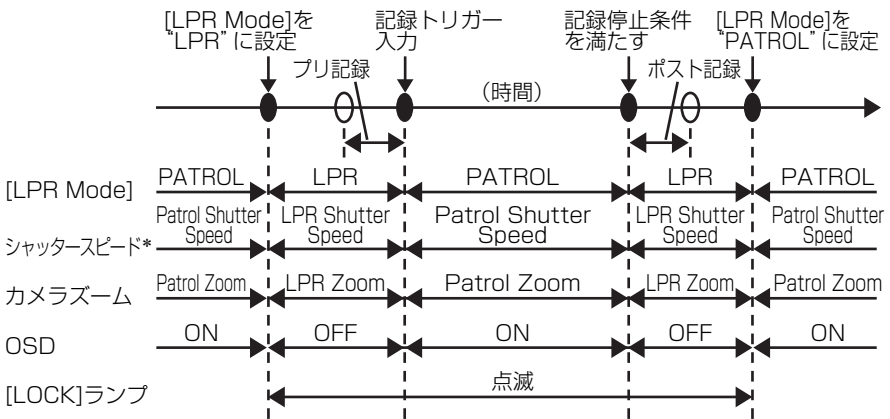 [LPR Mode]を
“LPR”に設定
記録トリガー
入力
記録停止条件
を満たす
[LPR Mode]を
“PATROL”に設定
プリ記録
ポスト記録
(時間)
[LPR Mode] PATROL LPR PATROL LPR PATROL
シャッタースピード* Patrol Shutter Speed LPR Shutter Speed Patrol Shutter Speed LPR Shutter Speed Patrol Shutter Speed
カメラズーム Patrol Zoom LPR Zoom Patrol Zoom LPR Zoom Patrol Zoom
OSD ON OFF ON OFF ON
[LOCK]ランプ 点滅